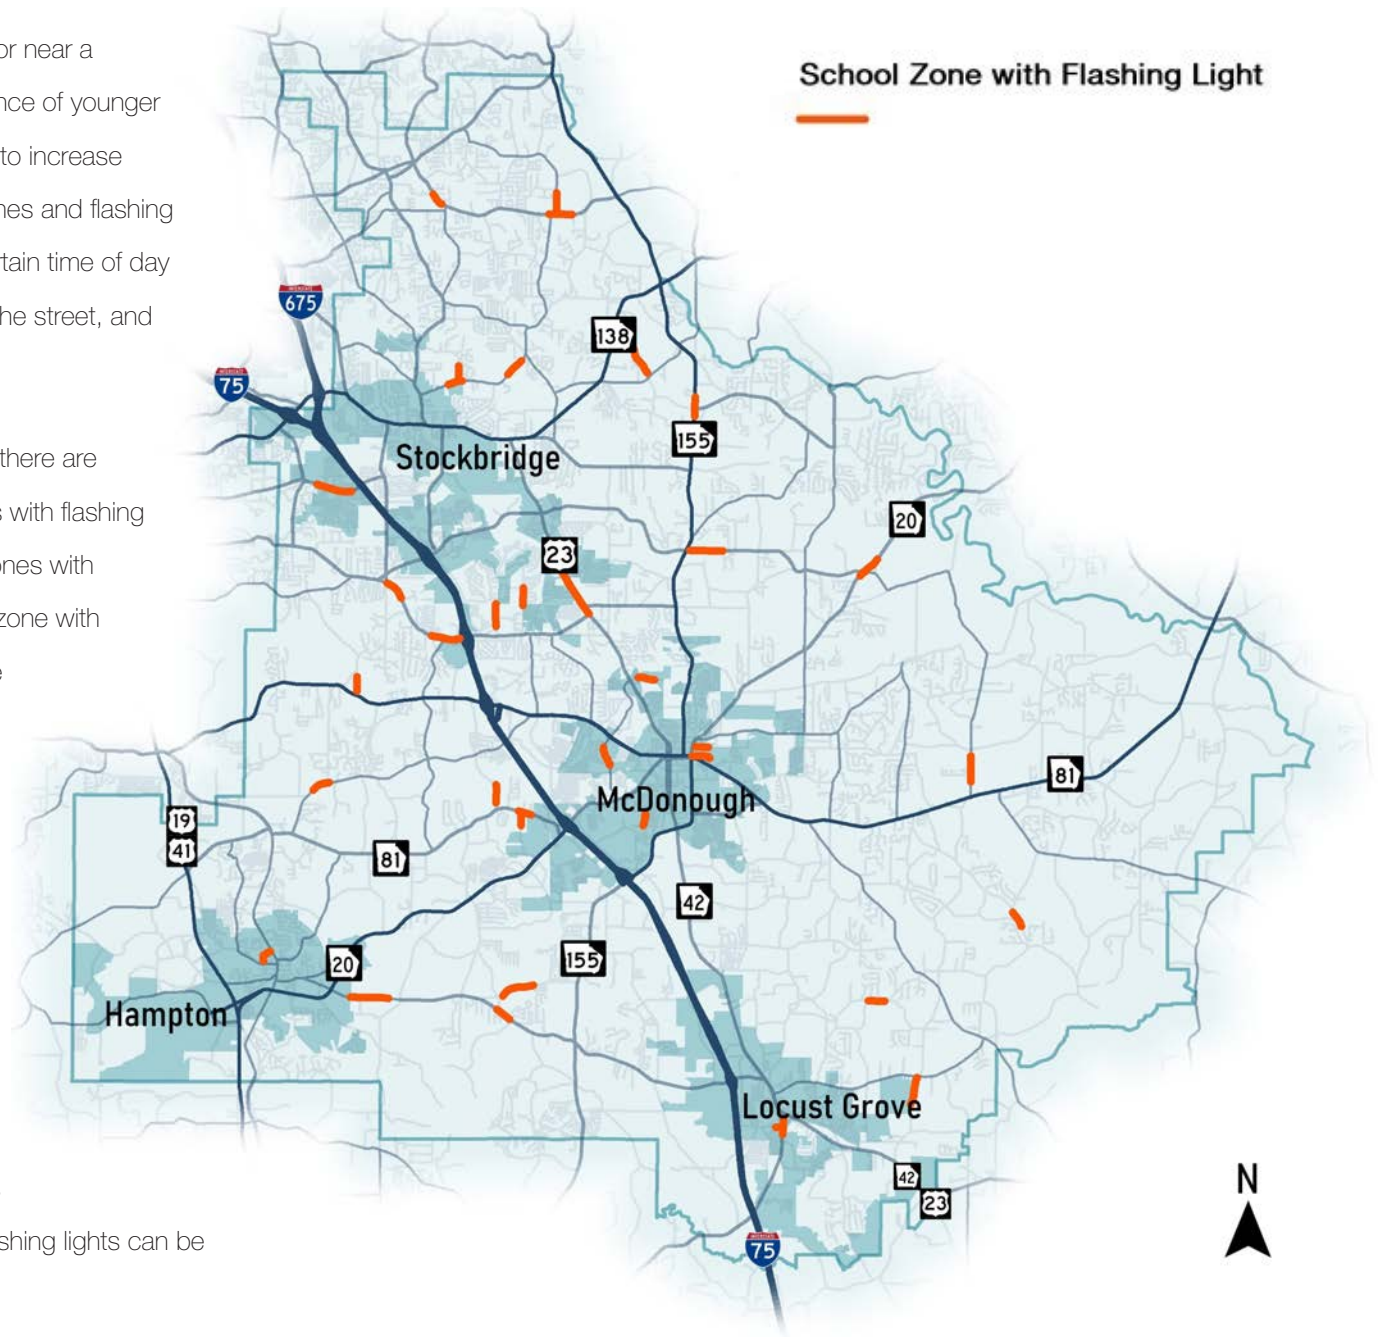 or near a
nce of younger
to increase
nes and flashing
rtain time of day
he street, and
there are
s with flashing
ones with
zone with
e
shing lights can be
School Zone with Flashing Light
675
75
138
Stockbridge
155
20
23
McDonough
81
19
41
81
42
20
155
Hampton
Locust Grove
42
23
75
N